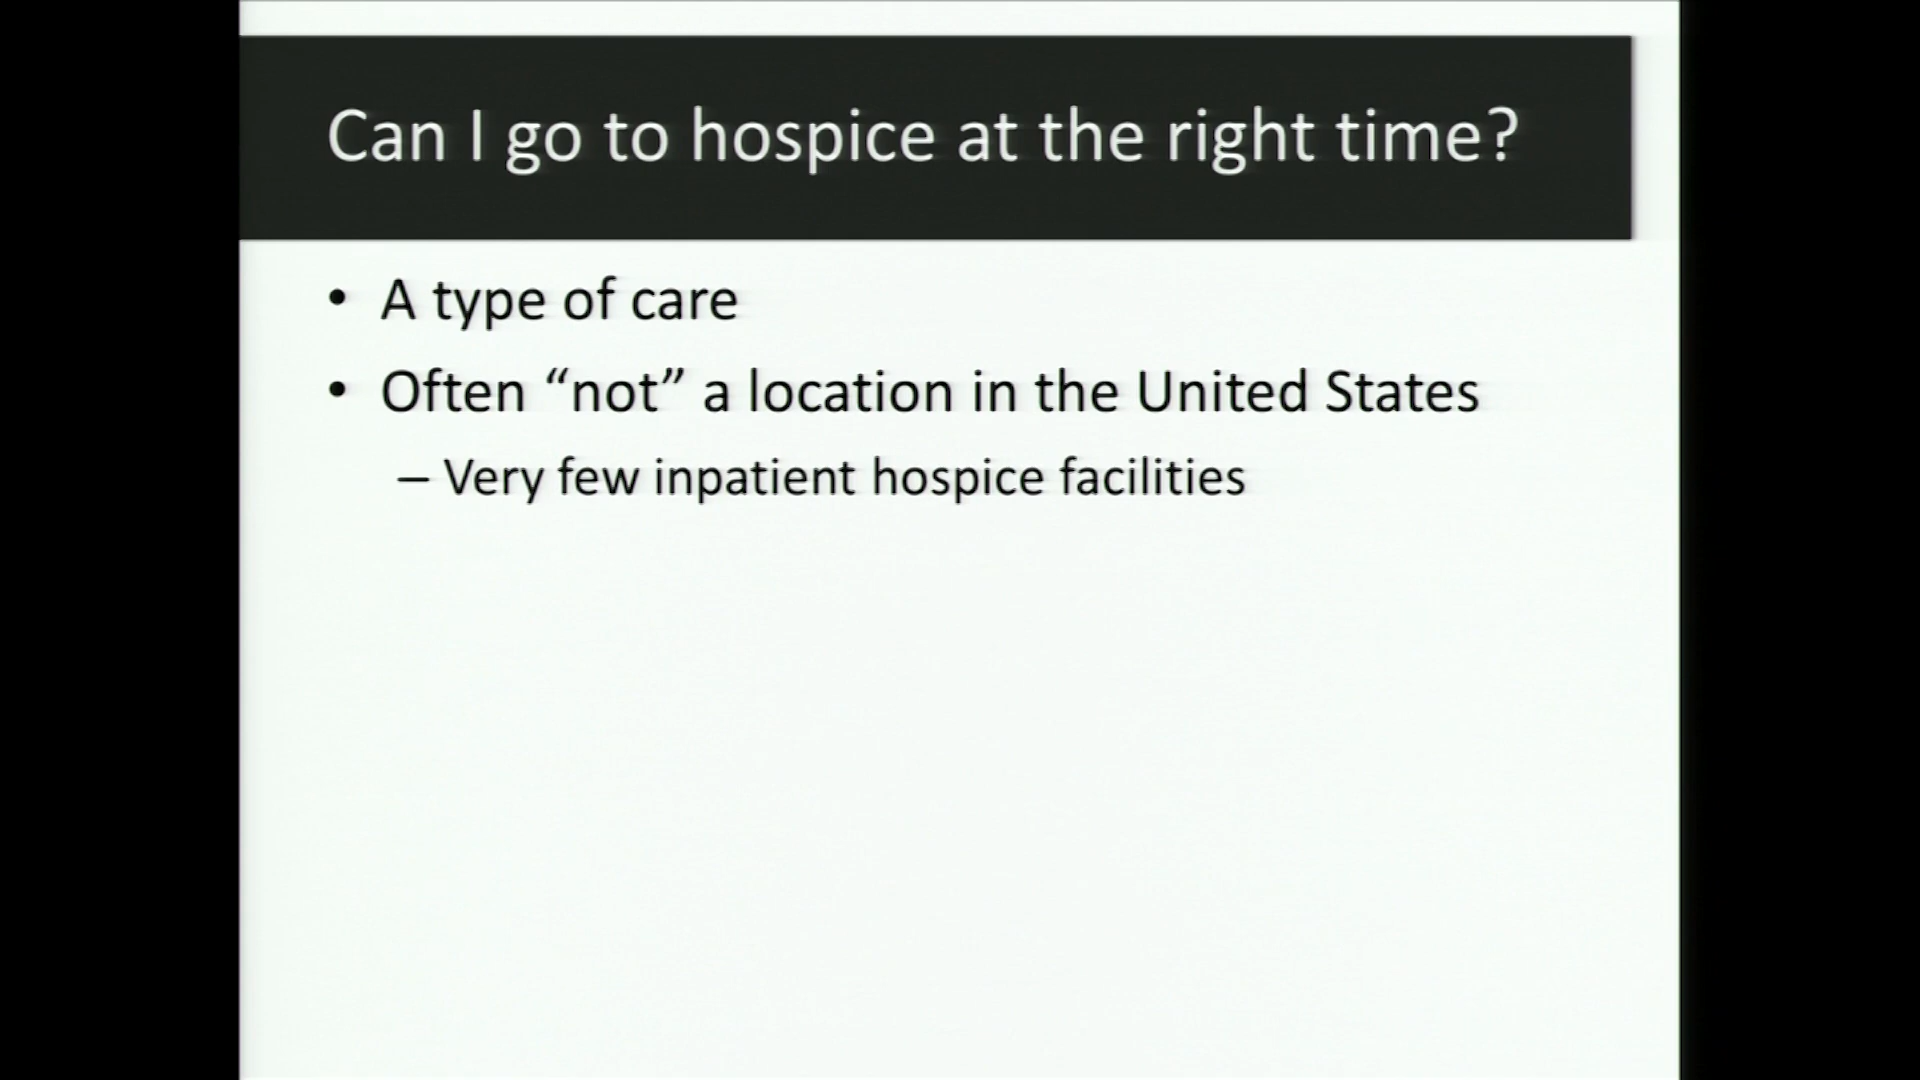 Can I go to hospice at the right time?
• A type of care
• Often “not” a location in the United States
– Very few inpatient hospice facilities